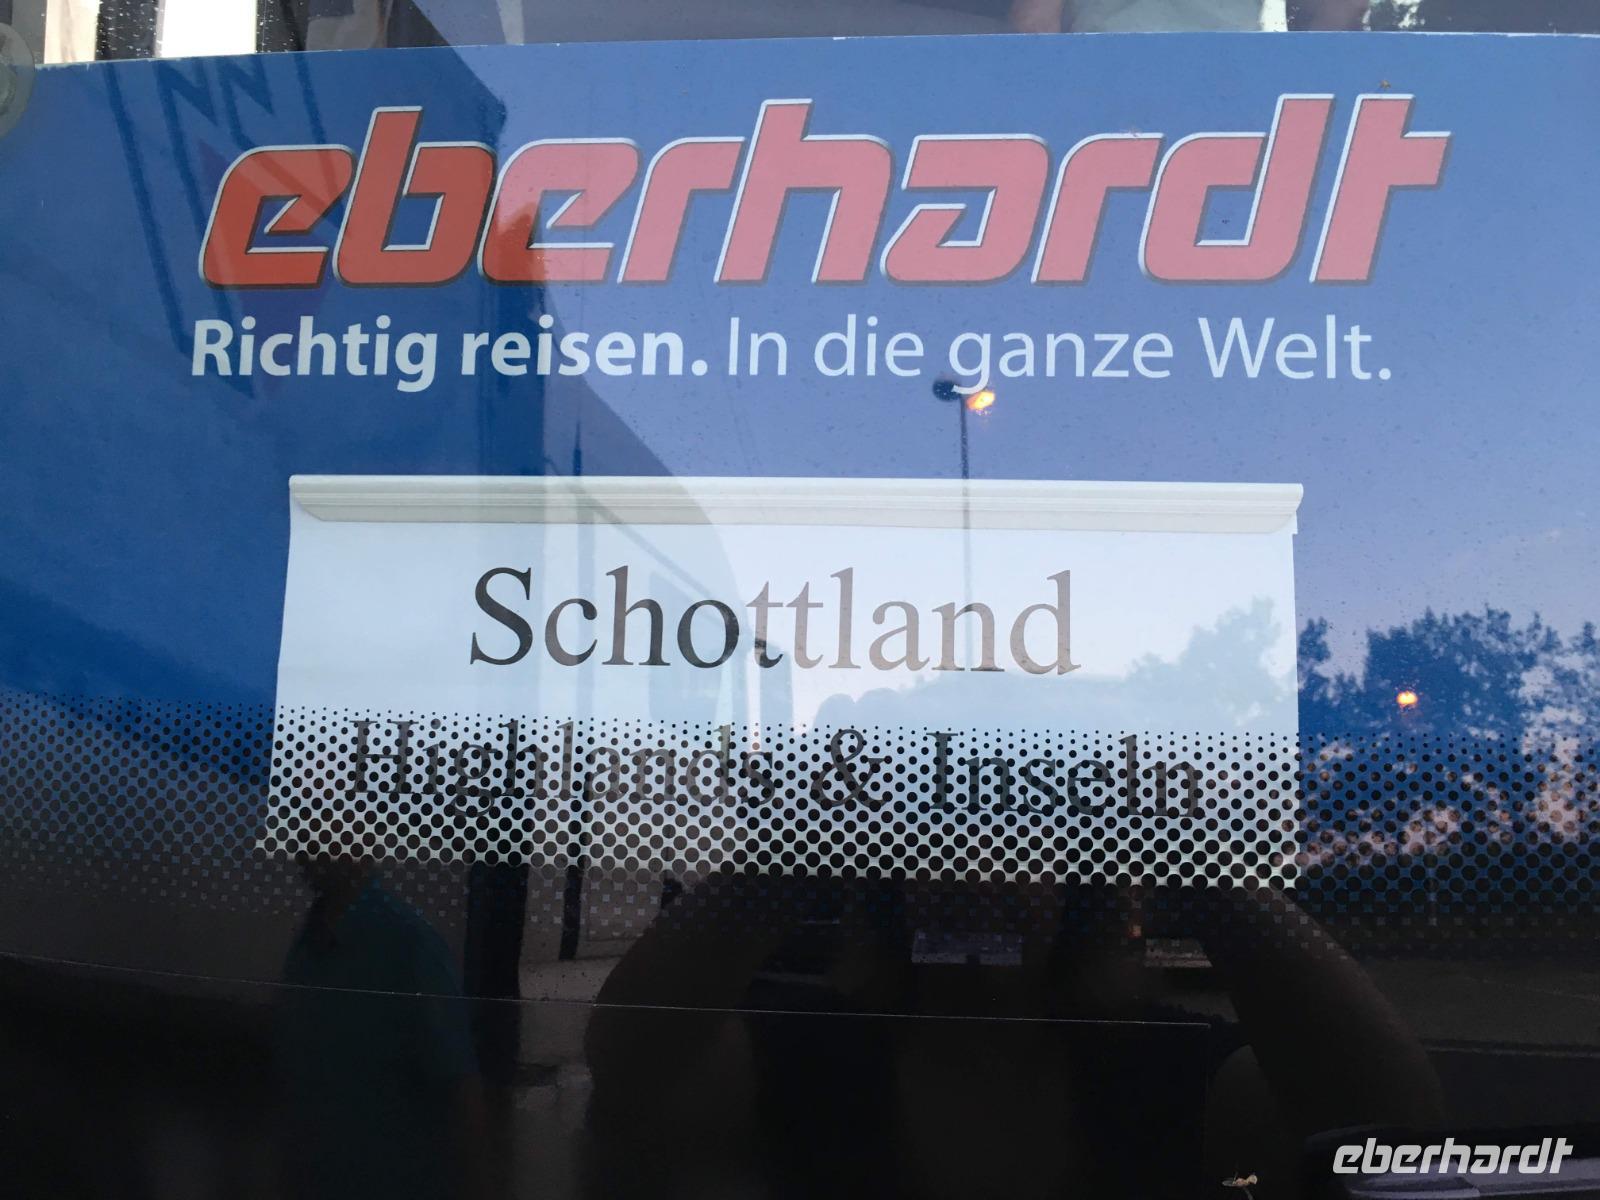 eberhardt
Richtig reisen. In die ganze Welt.
Schottland
Highlands & Inseln
eberhardt